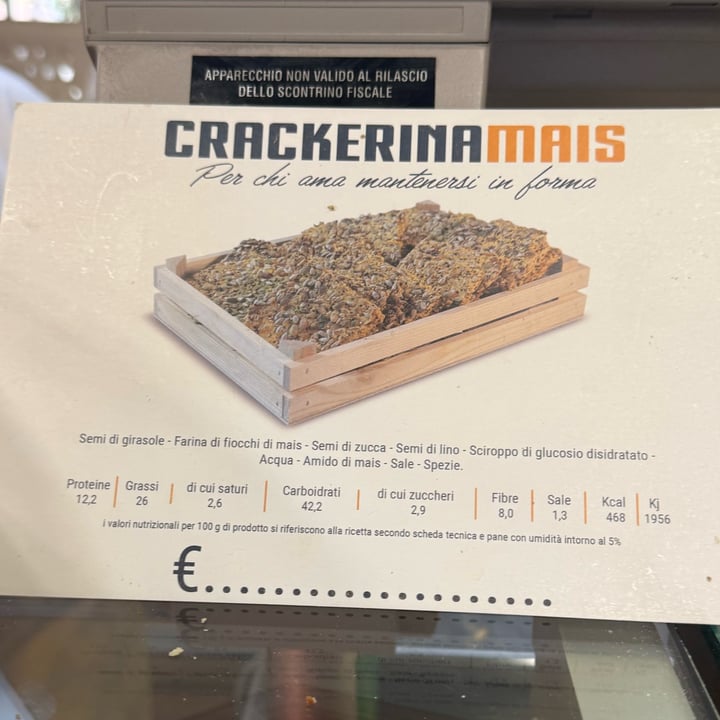 APPARECCHIO NON VALIDO AL RILASCIO
DELLO SCONTRINO FISCALE
CRACKERINAMAIS
Per chi ama mantenersi in forma
Semi di girasole - Farina di fiocchi di mais - Semi di zucca - Semi di lino - Sciroppo di glucosio disidratato -
Acqua - Amido di mais - Sale - Spezie.
Proteine Grassi di cui saturi Carboidrati di cui zuccheri Fibre Sale Kcal Kj
12,2 26 2,6 42,2 2,9 8,0 1,3 468 1956
i valori nutrizionali per 100 g di prodotto si riferiscono alla ricetta secondo scheda tecnica e pane con umidità intorno al 5%
€....................